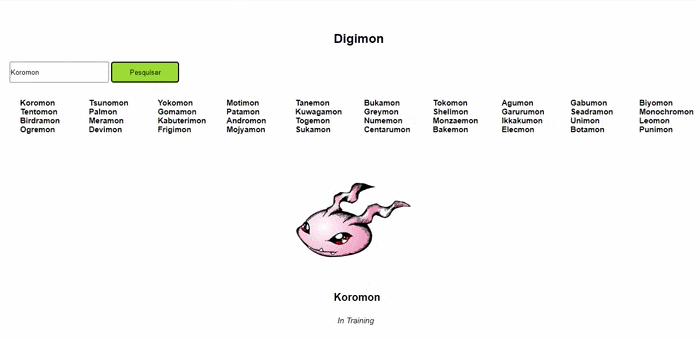 Digimon
Koromon Pesquisar
Koromon Tsunomon Yokomon Motimon Tanemon Bukamon Tokomon Agumon Gabumon Biyomon
Tentomon Palmon Gomamon Patamon Kuwagamon Greymon Shellmon Garurumon Seadramon Monochromon
Birdramon Meramon Kabuterimon Andromon Togemon Numemon Monzaemon Ikkakumon Unimon Leomon
Ogremon Devimon Frigimon Mojyamon Sukamon Centarumon Bakemon Elecmon Botamon Punimon
Koromon
In Training